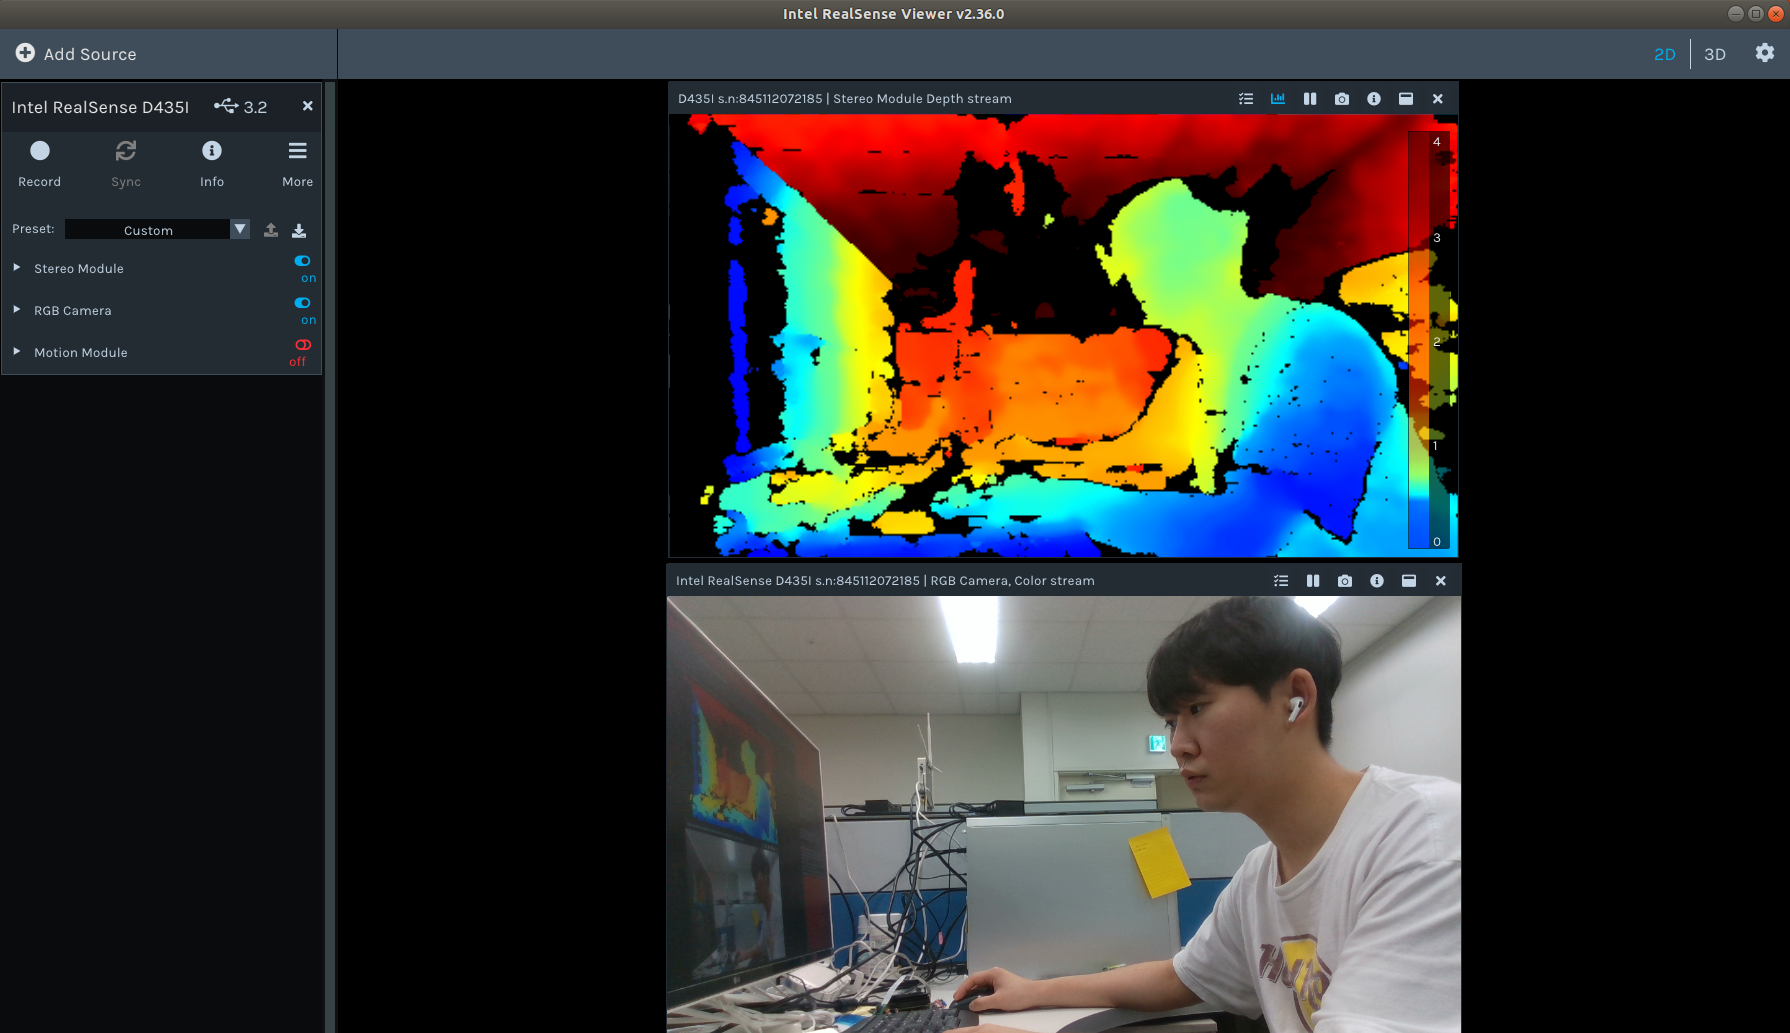 Intel RealSense Viewer v2.36.0
Add Source
2D
3D
Intel RealSense D435I
3.2
Record
Sync
Info
More
Preset:
Custom
Stereo Module
on
RGB Camera
on
Motion Module
off
D435I s.n:845112072185 | Stereo Module Depth stream
4
3
2
1
0
Intel RealSense D435I s.n:845112072185 | RGB Camera, Color stream